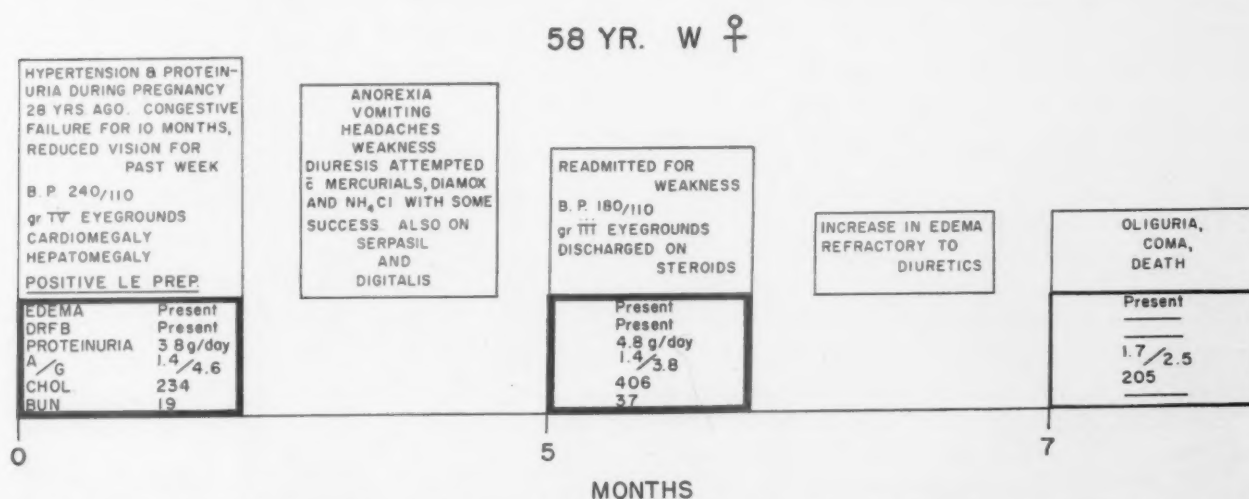 58 YR. W ♀
HYPERTENSION & PROTEIN-
URIA DURING PREGNANCY
28 YRS AGO. CONGESTIVE
FAILURE FOR 10 MONTHS,
REDUCED VISION FOR
PAST WEEK
B. P. 240/110
gr IV EYEGROUNDS
CARDIOMEGALY
HEPATOMEGALY
POSITIVE LE PREP.
EDEMA Present
DRFB Present
PROTEINURIA 3 8 g/day
A/G 1.4/4.6
CHOL. 234
BUN 19
ANOREXIA
VOMITING
HEADACHES
WEAKNESS
DIURESIS ATTEMPTED
c̄ MERCURIALS, DIAMOX
AND NH₄Cl WITH SOME
SUCCESS. ALSO ON
SERPASIL
AND
DIGITALIS
READMITTED FOR
WEAKNESS
B. P. 180/110
gr III EYEGROUNDS
DISCHARGED ON
STEROIDS
Present
Present
4.8 g/day
1.4/3.8
406
37
INCREASE IN EDEMA
REFRACTORY TO
DIURETICS
OLIGURIA,
COMA,
DEATH
Present
1.7/2.5
205
0
5
7
MONTHS